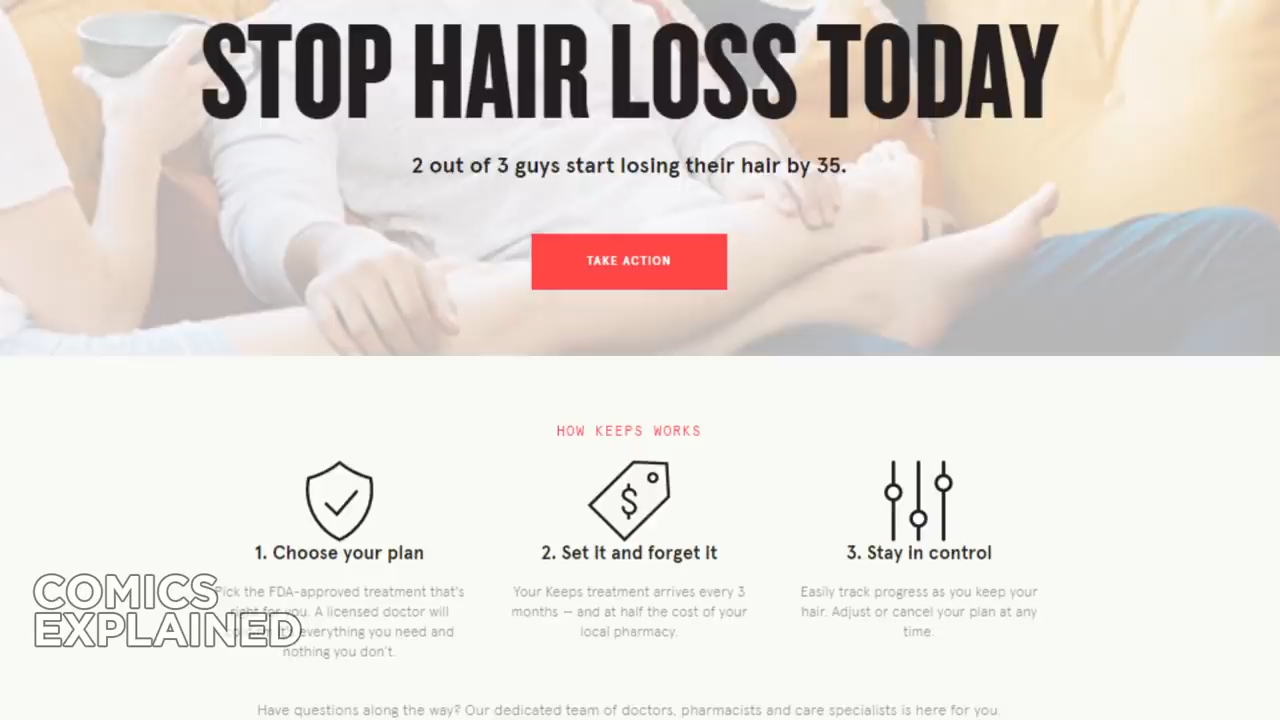 STOP HAIR LOSS TODAY
2 out of 3 guys start losing their hair by 35.
TAKE ACTION
HOW KEEPS WORKS
1. Choose your plan
Pick the FDA-approved treatment that's
right for you. A licensed doctor will
everything you need and
nothing you don't.
2. Set it and forget it
Your Keeps treatment arrives every 3
months — and at half the cost of your
local pharmacy.
3. Stay in control
Easily track progress as you keep your
hair. Adjust or cancel your plan at any
time.
COMICS
EXPLAINED
Have questions along the way? Our dedicated team of doctors, pharmacists and care specialists is here for you.